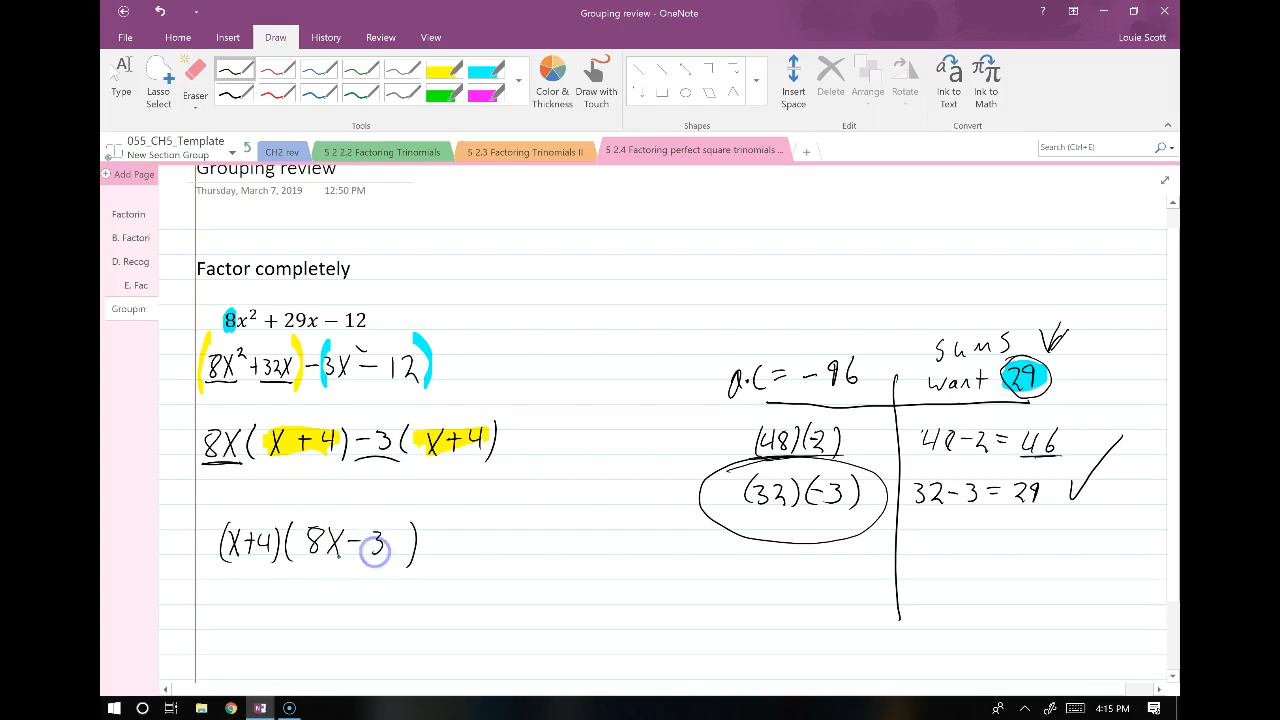 Grouping review - OneNote
?
File
Home
Insert
Draw
History
Review
View
Louie Scott
Type
Lasso Select
Eraser
Color & Thickness
Draw with Touch
Insert Space
Delete
Arrange
Rotate
Ink to Text
Ink to Math
Tools
Shapes
Edit
Convert
055_CH5_Template
New Section Group
CH2 rev
5 2.2.2 Factoring Trinomials
5 2.3 Factoring Trinomials II
5 2.4 Factoring perfect square trinomials ...
+
Search (Ctrl+E)
Add Page
Factorin
B. Factori
D. Recog
E. Fac
Groupin
Grouping review
Thursday, March 7, 2019 12:50 PM
Factor completely
8x² + 29x − 12
(8X² +32X) -(3X - 12)
8X(X+4) -3(X+4)
(X+4)(8X-3)
a·C = -96
sums
want 29
(48)(-2) 48-2 = 46
(32)(-3) 32-3 = 29
4:15 PM